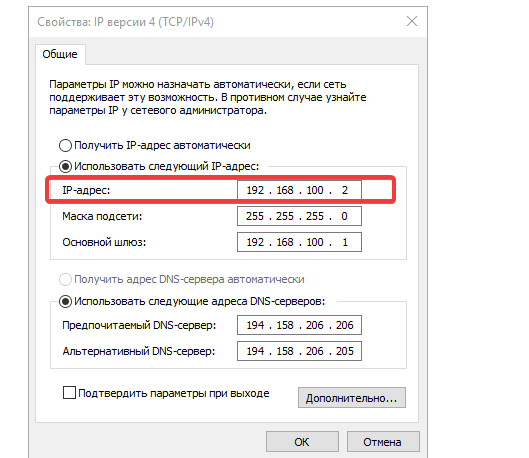 Свойства: IP версии 4 (TCP/IPv4)
Общие
Параметры IP можно назначать автоматически, если сеть
поддерживает эту возможность. В противном случае узнайте
параметры IP у сетевого администратора.
Получить IP-адрес автоматически
Использовать следующий IP-адрес:
IP-адрес: 192 . 168 . 100 . 2
Маска подсети: 255 . 255 . 255 . 0
Основной шлюз: 192 . 168 . 100 . 1
Получить адрес DNS-сервера автоматически
Использовать следующие адреса DNS-серверов:
Предпочитаемый DNS-сервер: 194 . 158 . 206 . 206
Альтернативный DNS-сервер: 194 . 158 . 206 . 205
Подтвердить параметры при выходе
Дополнительно...
ОК Отмена